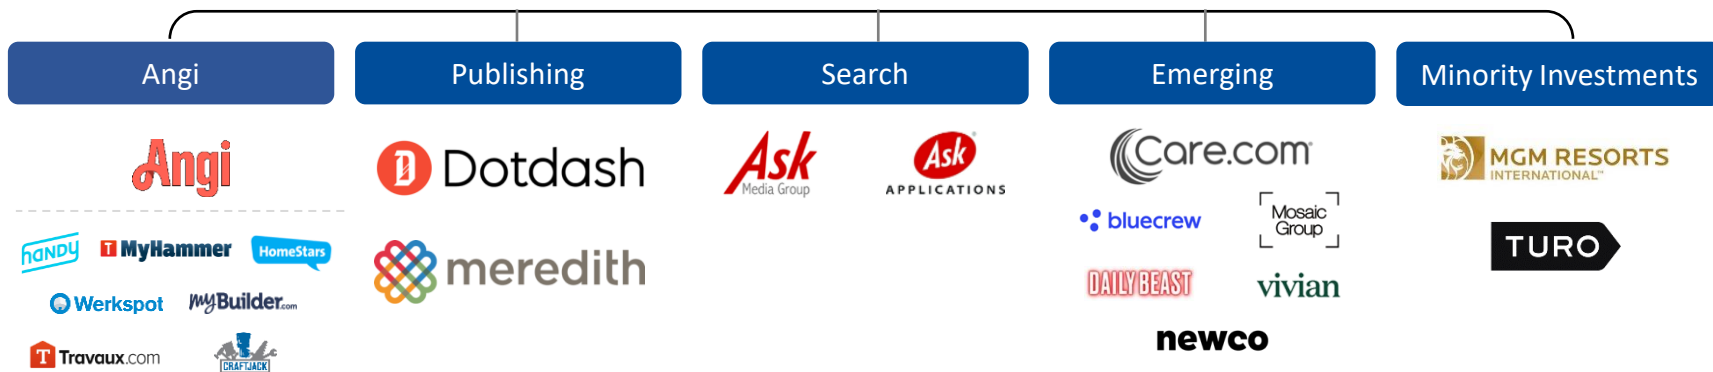 Angi
Publishing
Search
Emerging
Minority Investments
Angi
HANDY
T MyHammer
HomeStars
Werkspot
MyBuilder.com
T Travaux.com
CRAFTJACK
D Dotdash
meredith
Ask
Media Group
Ask
APPLICATIONS
Care.com
bluecrew
Mosaic
Group
DAILY BEAST
vivian
newco
MGM RESORTS
INTERNATIONAL™
TURO